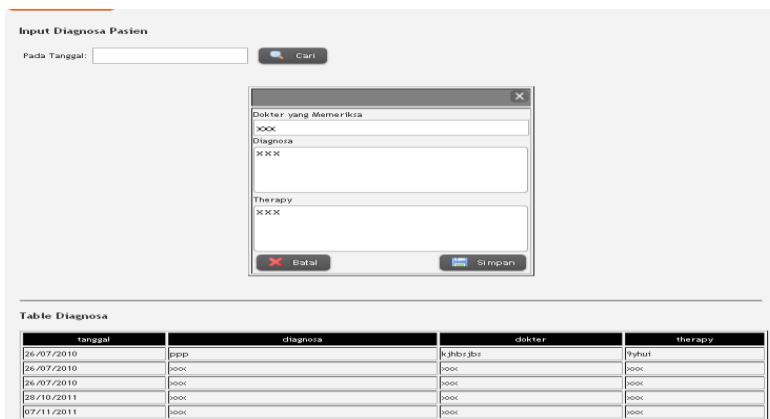 Input Diagnosa Pasien
Pada Tanggal: Cari
Dokter yang Memeriksa
xxx
Diagnosa
xxx
Therapy
xxx
Batal Simpan
Table Diagnosa
tanggal diagnosa dokter therapy
26/07/2010 ppp kjhbsjbs 9yhui
26/07/2010 xxx xxx xxx
26/07/2010 xxx xxx xxx
28/10/2011 xxx xxx xxx
07/11/2011 xxx xxx xxx